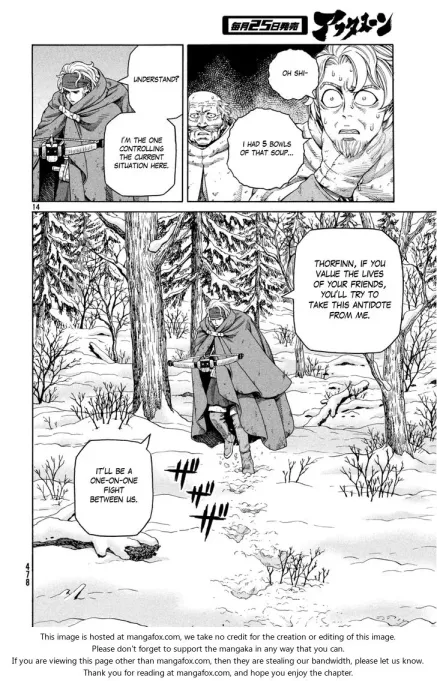 毎月25日発売 アフタヌーン
UNDERSTAND?
I'M THE ONE
CONTROLLING
THE CURRENT
SITUATION HERE.
OH SHI-
I HAD 5 BOWLS
OF THAT SOUP...
14
THORFINN, IF YOU
VALUE THE LIVES
OF YOUR FRIENDS,
YOU'LL TRY TO
TAKE THIS ANTIDOTE
FROM ME.
IT'LL BE A
ONE-ON-ONE
FIGHT
BETWEEN US.
ザ
ザ
ザ
478
This image is hosted at mangafox.com, we take no credit for the creation or editing of this image.
Please don't forget to support the mangaka in any way that you can.
If you are viewing this page other than mangafox.com, then they are stealing our bandwidth, please let us know.
Thank you for reading at mangafox.com, and hope you enjoy the chapter.